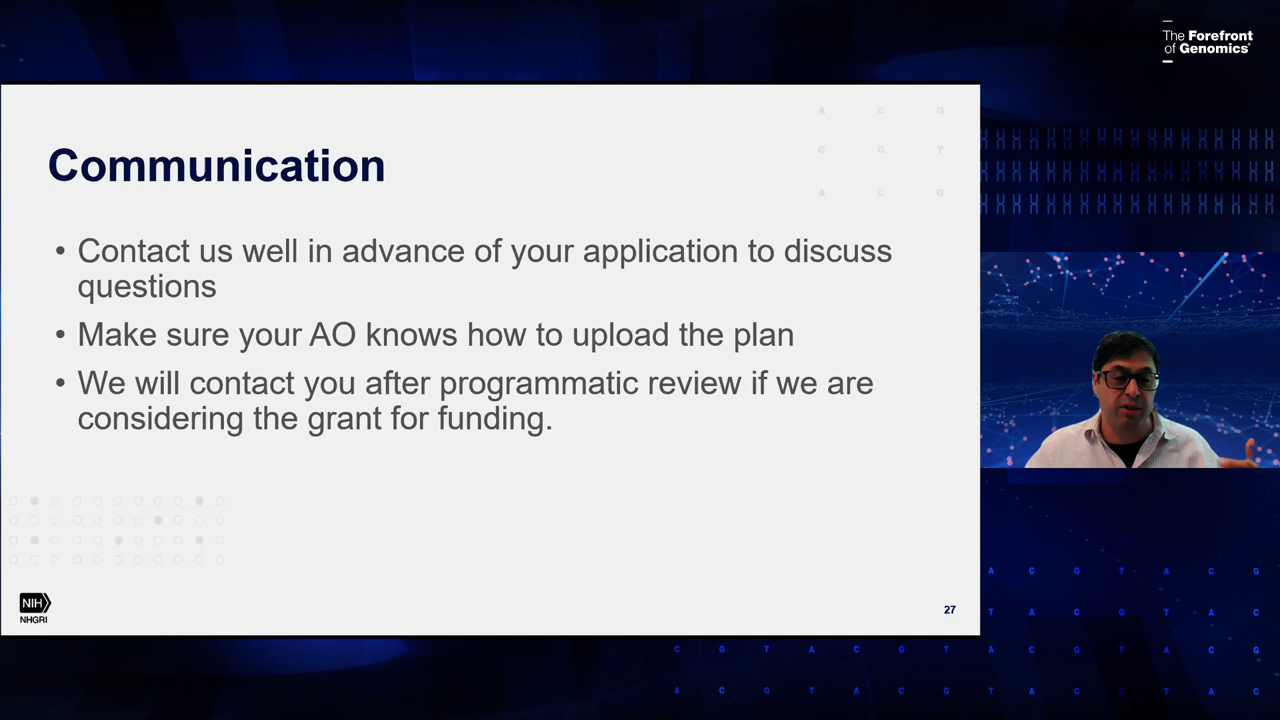 The Forefront
of Genomics®
A C G
C G T
A C G
Communication
• Contact us well in advance of your application to discuss
questions
• Make sure your AO knows how to upload the plan
• We will contact you after programmatic review if we are
considering the grant for funding.
NIH
NHGRI
27
A C G T A C G
T A C G T A C
C G T A C G T A C G T A C G
A C G T A C G T A C G T A C